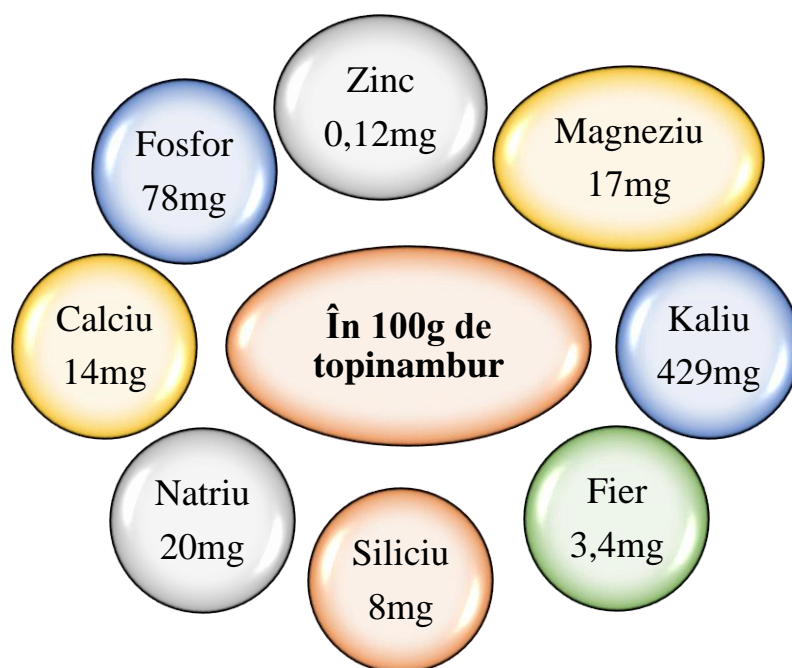 Zinc
0,12mg
Magneziu
17mg
Fosfor
78mg
Calciu
14mg
În 100g de
topinambur
Kaliu
429mg
Natriu
20mg
Siliciu
8mg
Fier
3,4mg